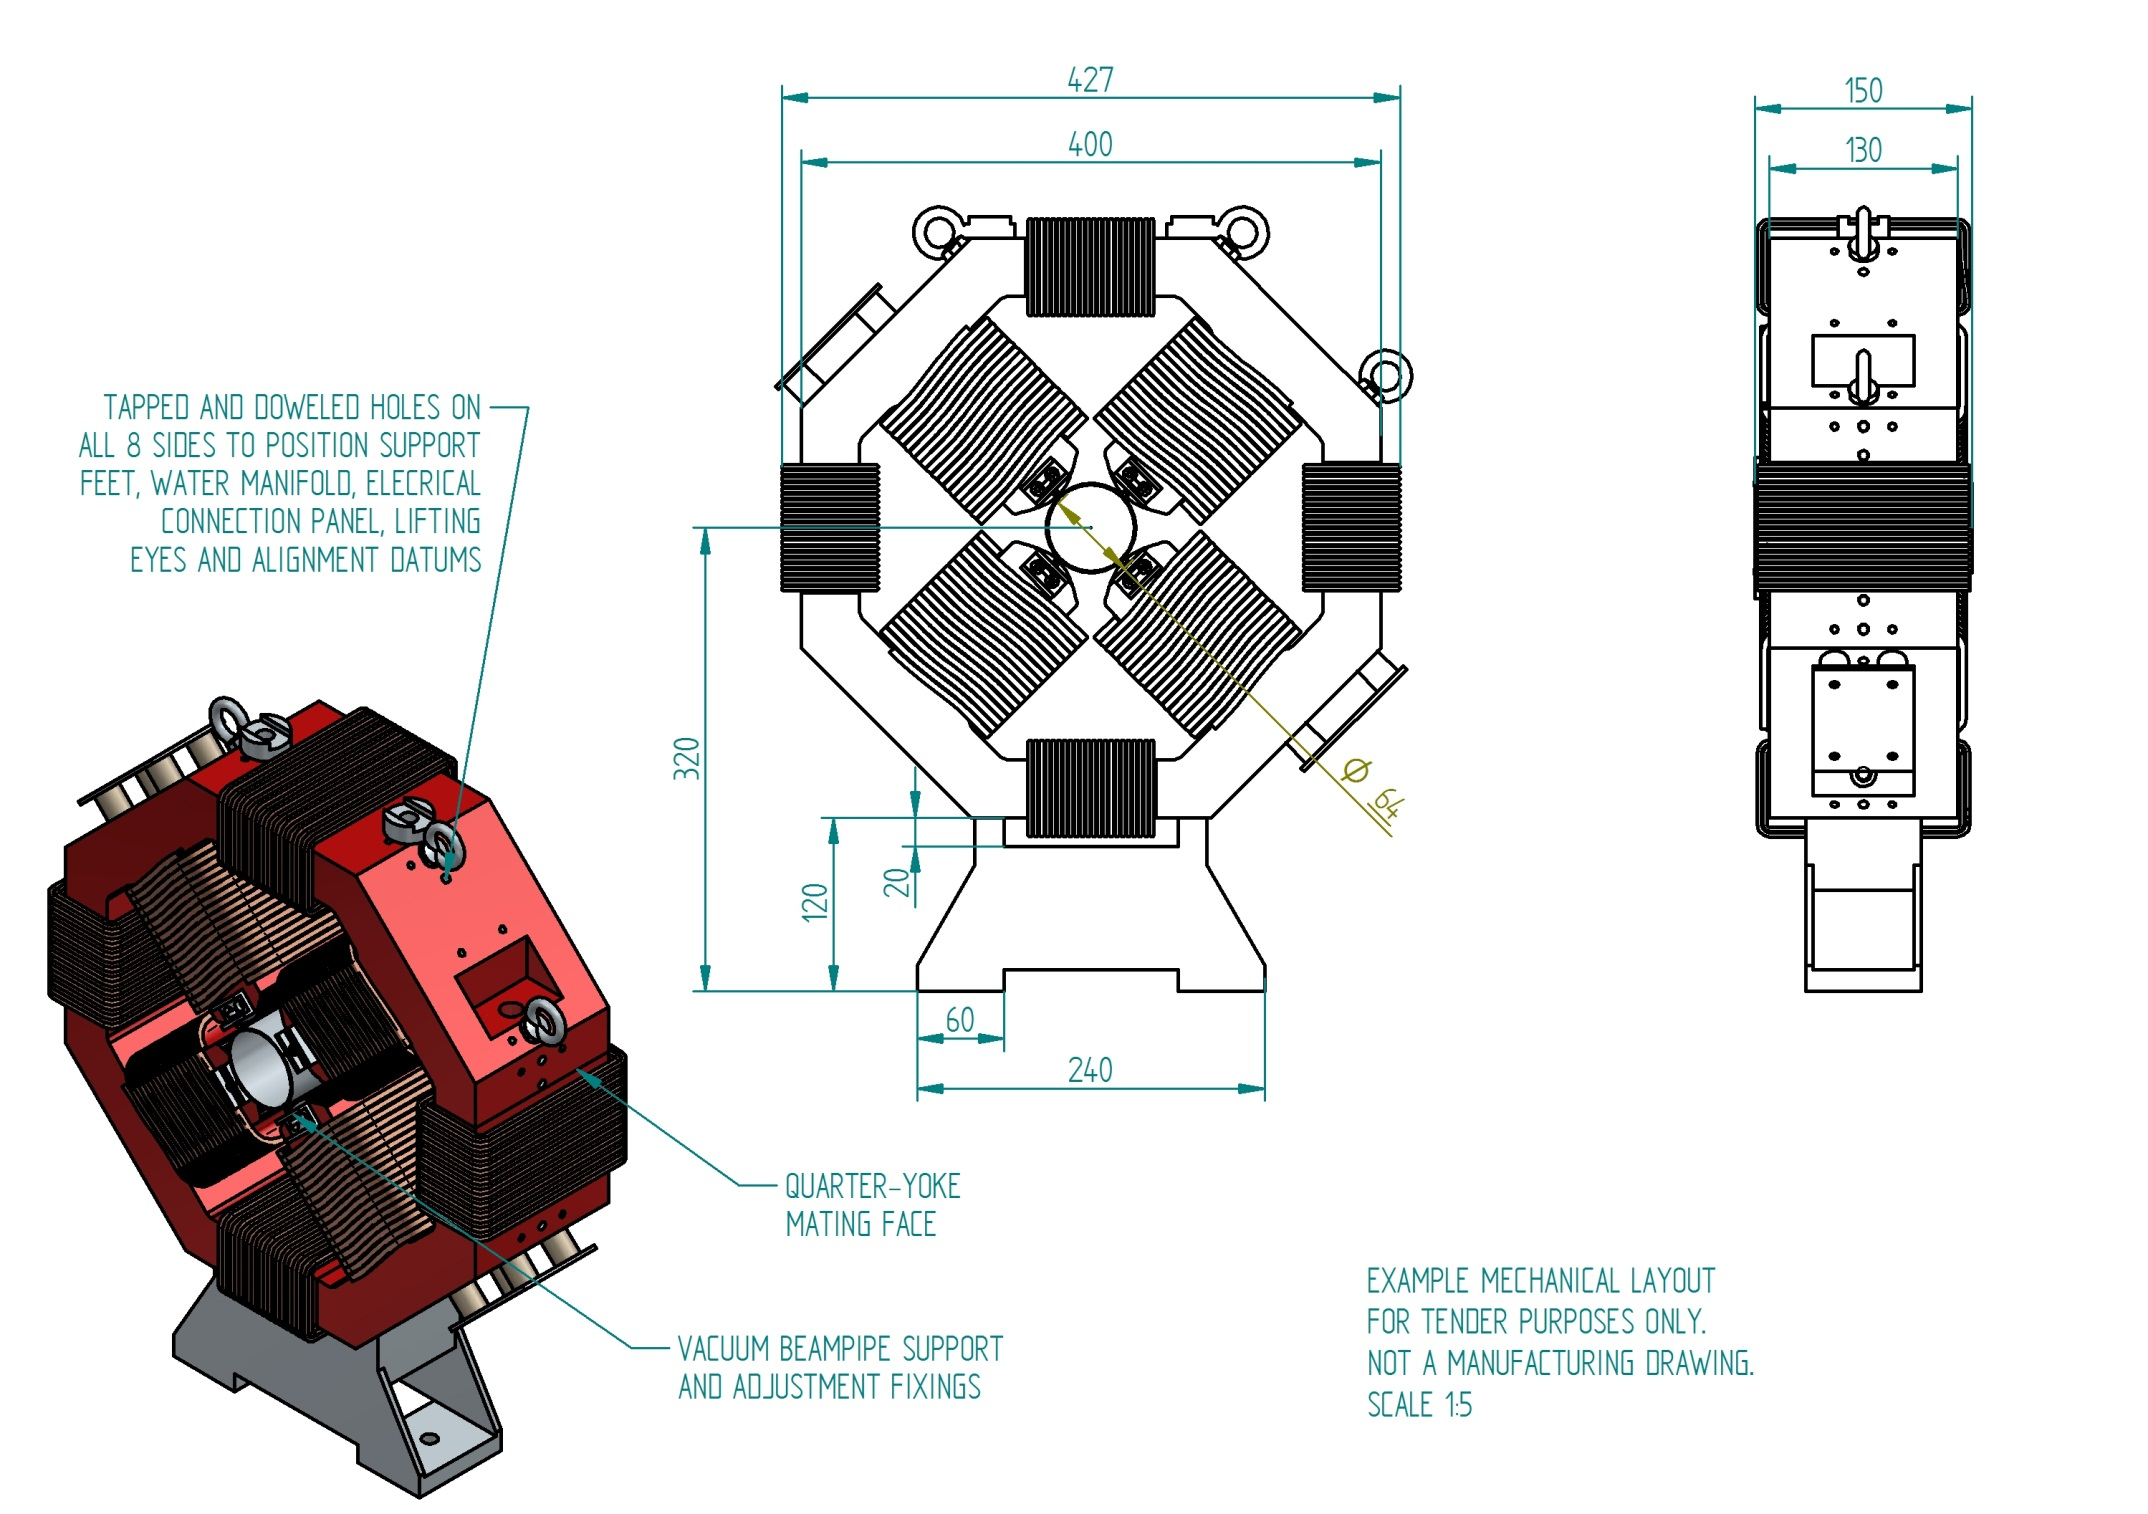 427
400
150
130
TAPPED AND DOWELED HOLES ON
ALL 8 SIDES TO POSITION SUPPORT
FEET, WATER MANIFOLD, ELECRICAL
CONNECTION PANEL, LIFTING
EYES AND ALIGNMENT DATUMS
320
Ø 64
120
20
60
240
QUARTER-YOKE
MATING FACE
VACUUM BEAMPIPE SUPPORT
AND ADJUSTMENT FIXINGS
EXAMPLE MECHANICAL LAYOUT
FOR TENDER PURPOSES ONLY.
NOT A MANUFACTURING DRAWING.
SCALE 1:5